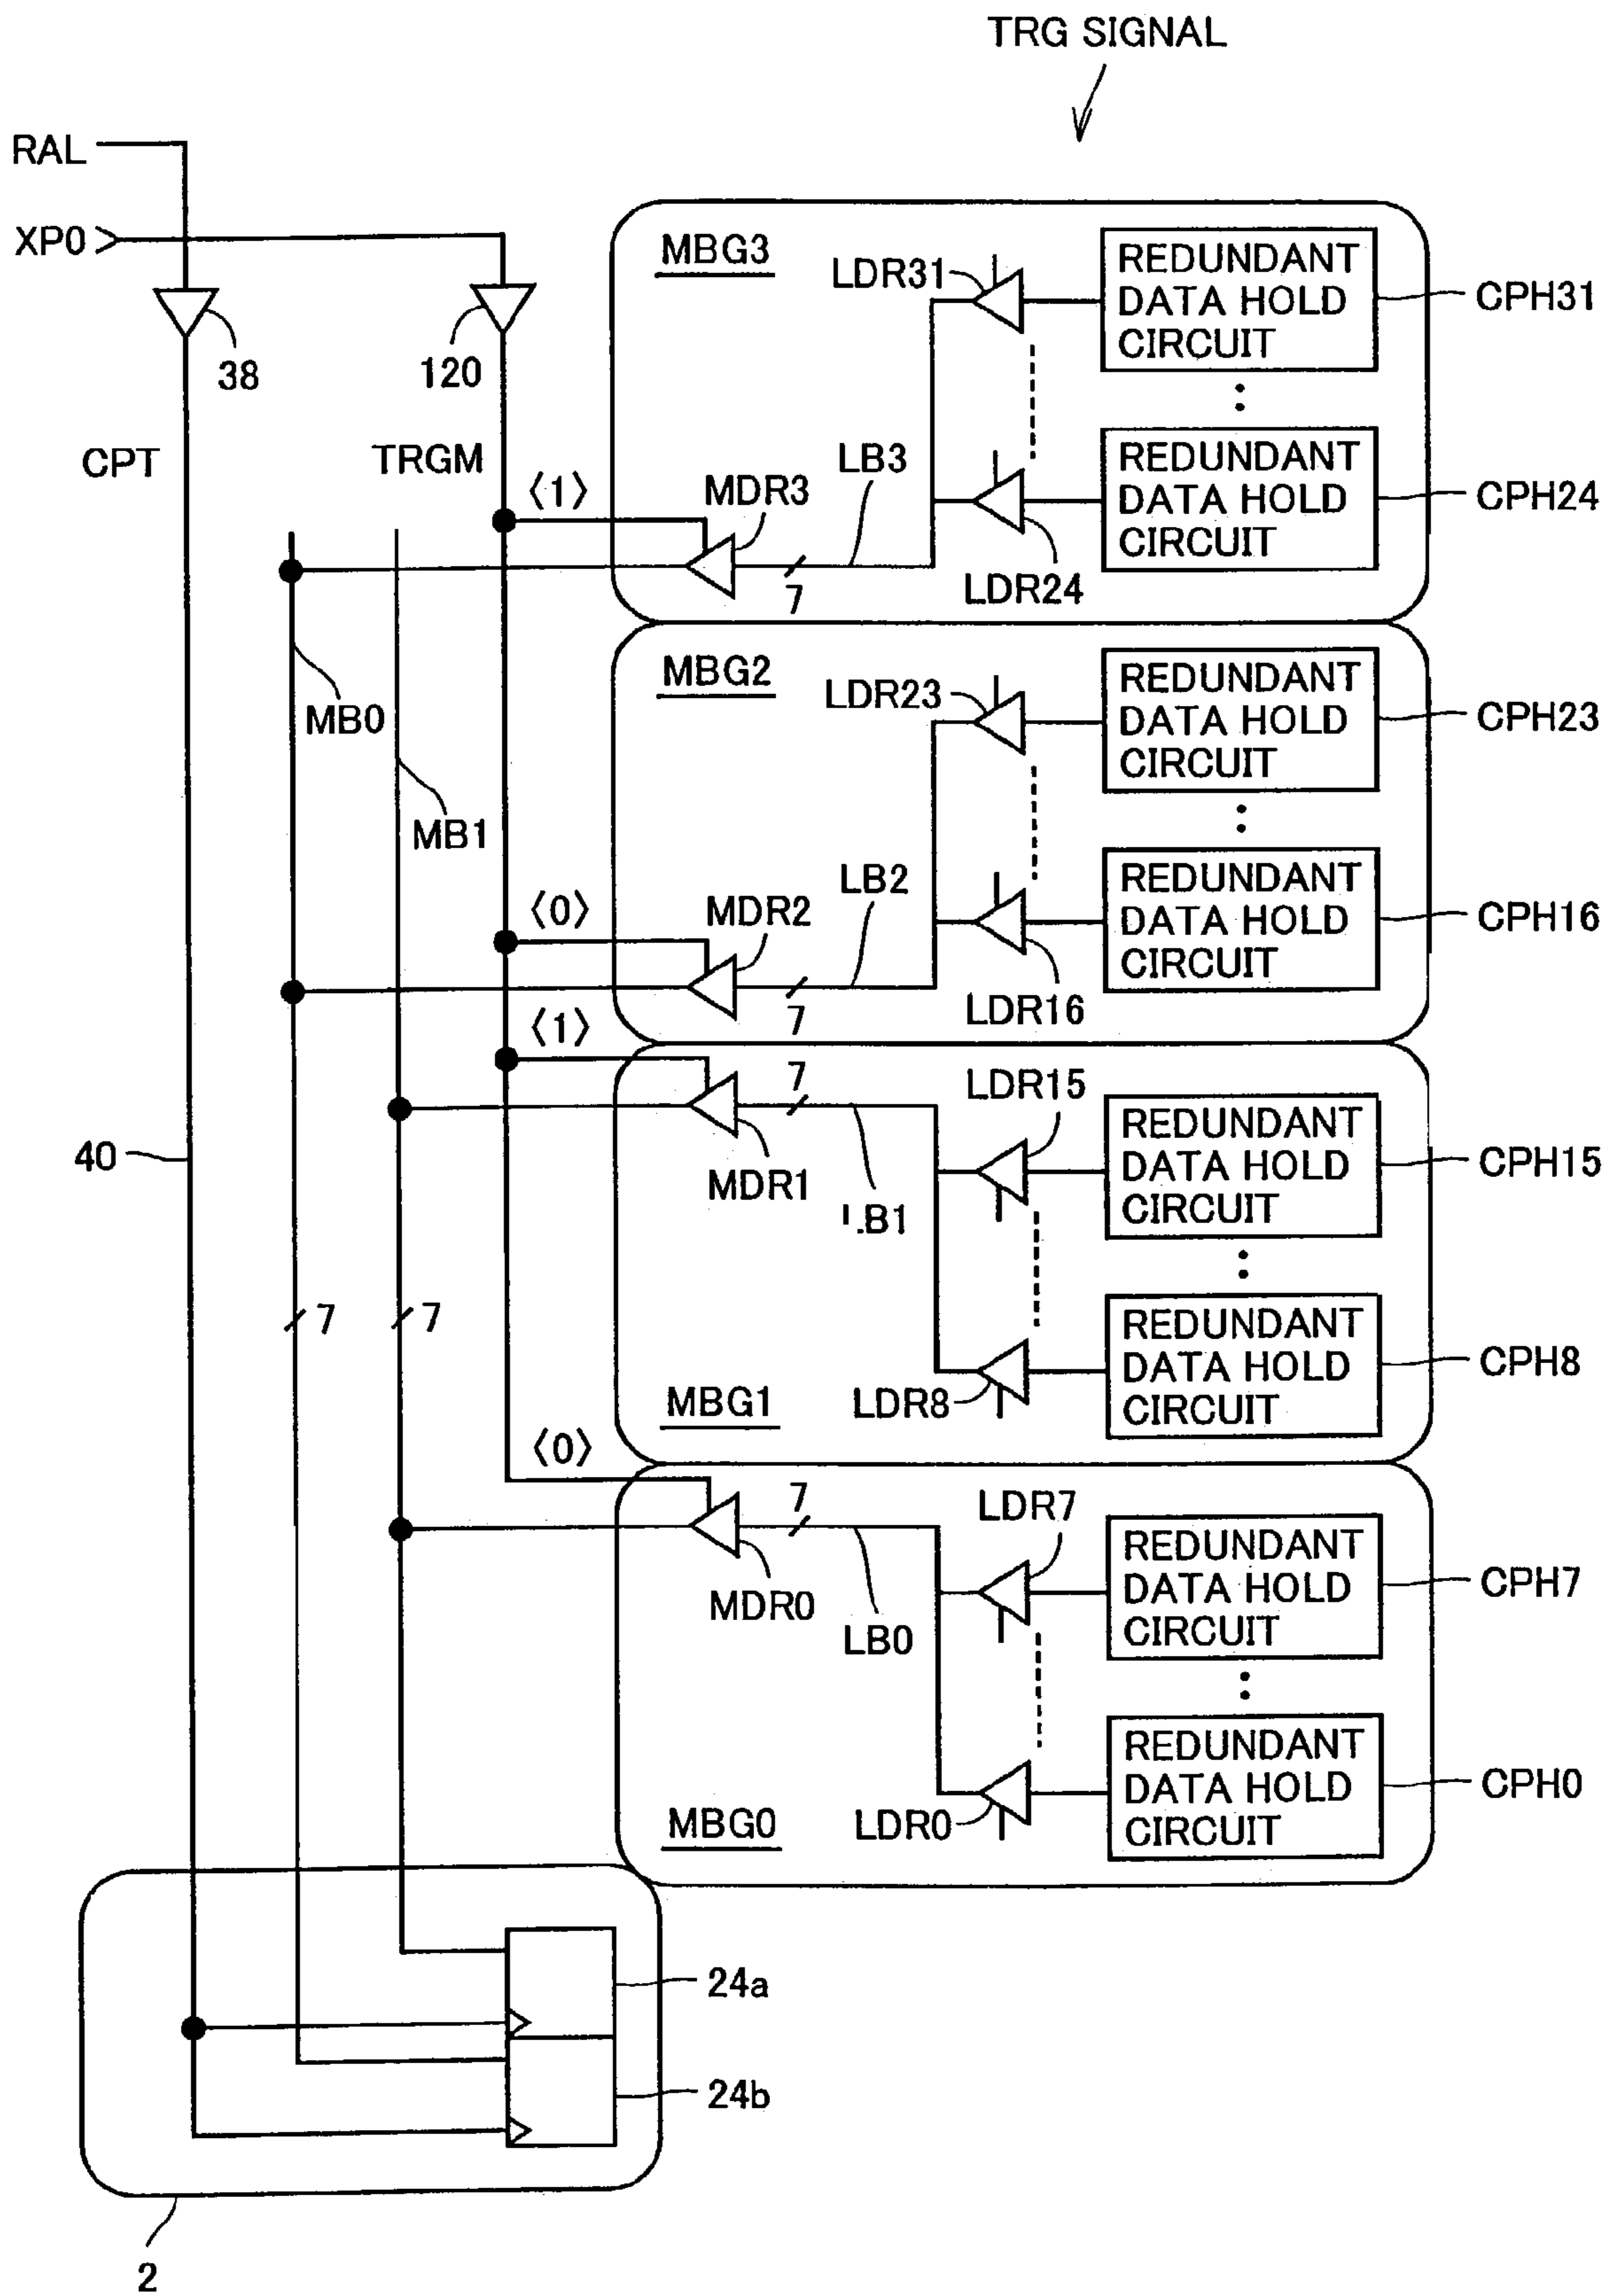 TRG SIGNAL
RAL
XP0
38
120
CPT
TRGM
MBG3
LDR31
REDUNDANT
DATA HOLD
CIRCUIT
CPH31
〈1〉
MDR3
LB3
7
LDR24
REDUNDANT
DATA HOLD
CIRCUIT
CPH24
MB0
MB1
MBG2
LDR23
REDUNDANT
DATA HOLD
CIRCUIT
CPH23
〈0〉
MDR2
LB2
7
LDR16
REDUNDANT
DATA HOLD
CIRCUIT
CPH16
〈1〉
MDR1
7
LB1
LDR15
REDUNDANT
DATA HOLD
CIRCUIT
CPH15
40
7
7
MBG1
LDR8
REDUNDANT
DATA HOLD
CIRCUIT
CPH8
〈0〉
MDR0
7
LB0
LDR7
REDUNDANT
DATA HOLD
CIRCUIT
CPH7
MBG0
LDR0
REDUNDANT
DATA HOLD
CIRCUIT
CPH0
24a
24b
2